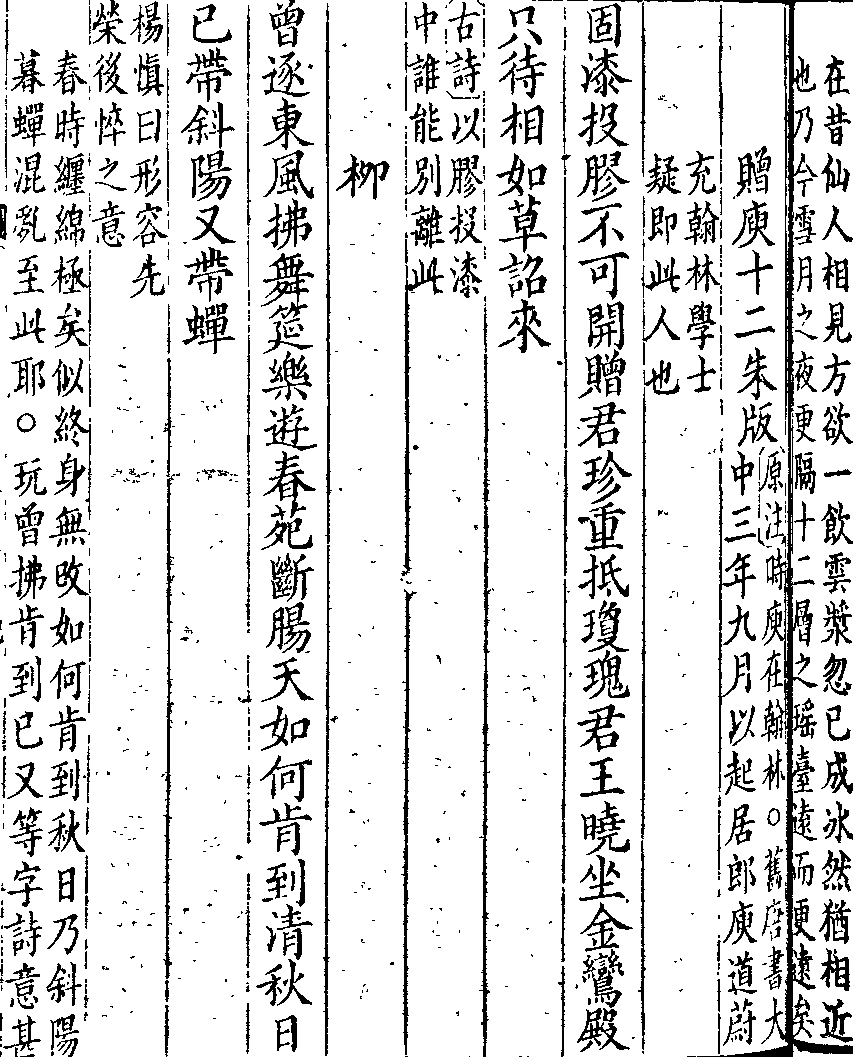 在昔仙人相見方欲一飲雲漿忽已成冰然猶相近
也乃今雪月之夜更隔十二層之瑤臺遠而更遠矣
贈庾十二朱版
原注時庾在翰林○舊唐書大
中三年九月以起居郎庾道蔚
充翰林學士
疑即此人也
固漆投膠不可開贈君珍重抵瓊瑰君王曉坐金鑾殿
只待相如草詔來
古詩以膠投漆
中誰能別離此
柳
曾逐東風拂舞筵樂遊春苑斷腸天如何肯到清秋日
已帶斜陽又帶蟬
楊慎曰形容先
榮後悴之意
春時纏綿極矣似終身無改如何肯到秋日乃斜陽
暮蟬混亂至此耶○玩曾拂肯到已又等字詩意甚